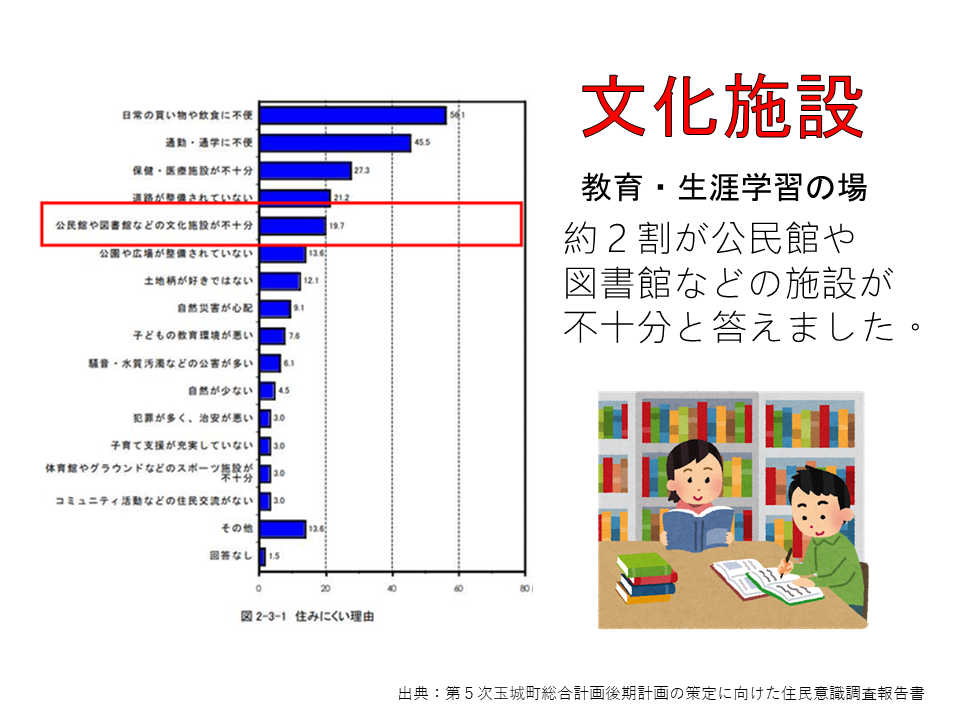 文化施設
教育・生涯学習の場
約２割が公民館や
図書館などの施設が
不十分と答えました。
日常の買い物や飲食に不便 56.1
通勤・通学に不便 45.5
保健・医療施設が不十分 27.3
道路が整備されていない 21.2
公民館や図書館などの文化施設が不十分 19.7
公園や広場が整備されていない 13.6
土地柄が好きではない 12.1
自然災害が心配 9.1
子どもの教育環境が悪い 7.6
騒音・水質汚濁などの公害が多い 6.1
自然が少ない 4.5
犯罪が多く、治安が悪い 3.0
子育て支援が充実していない 3.0
体育館やグラウンドなどのスポーツ施設が
不十分 3.0
コミュニティ活動などの住民交流がない 3.0
その他 13.6
回答なし 1.5
0 20 40 60 80
図 2-3-1 住みにくい理由
出典：第５次玉城町総合計画後期計画の策定に向けた住民意識調査報告書